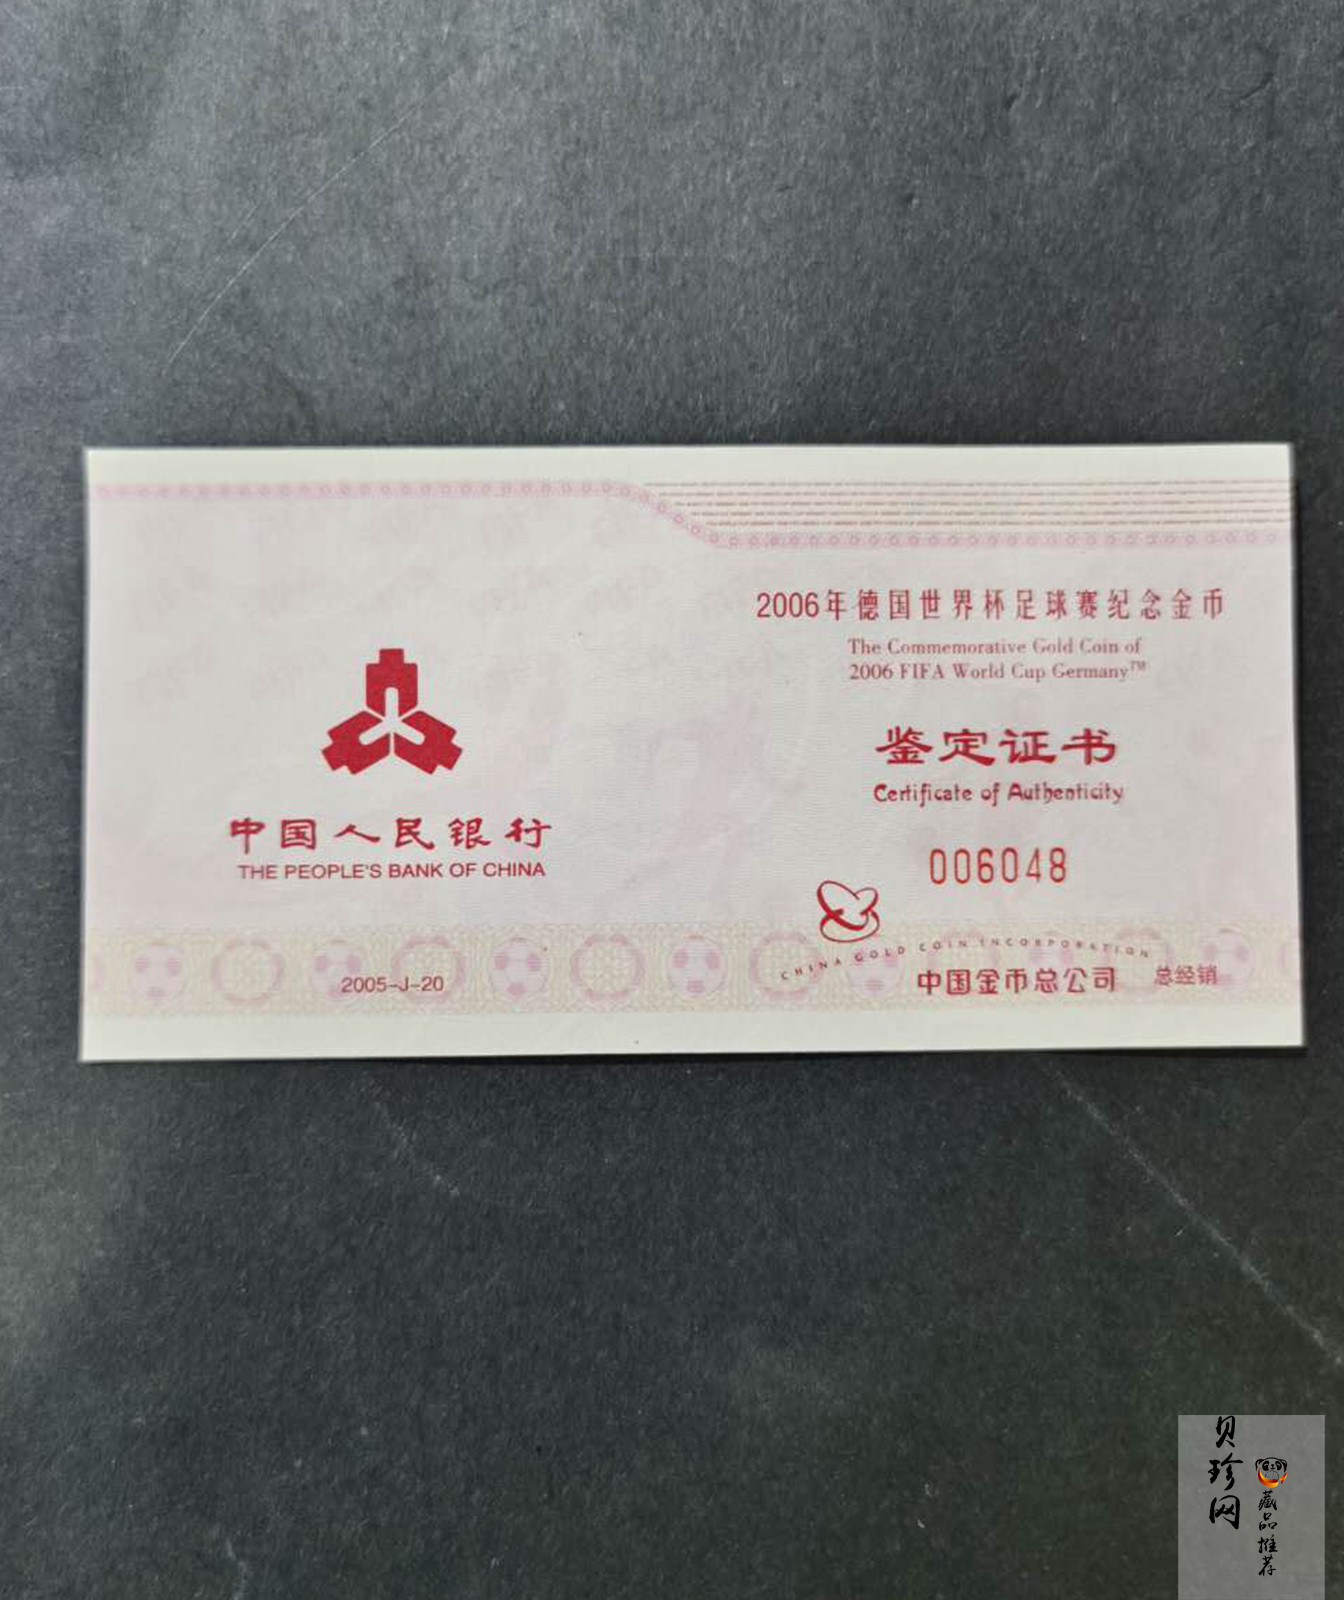 中国人民银行
THE PEOPLE'S BANK OF CHINA
2005-J-20
2006年德国世界杯足球赛纪念金币
The Commemorative Gold Coin of
2006 FIFA World Cup Germany™
鉴定证书
Certificate of Authenticity
006048
CHINA GOLD COIN INCORPORATION
中国金币总公司 总经销
贝珍网
藏品推荐